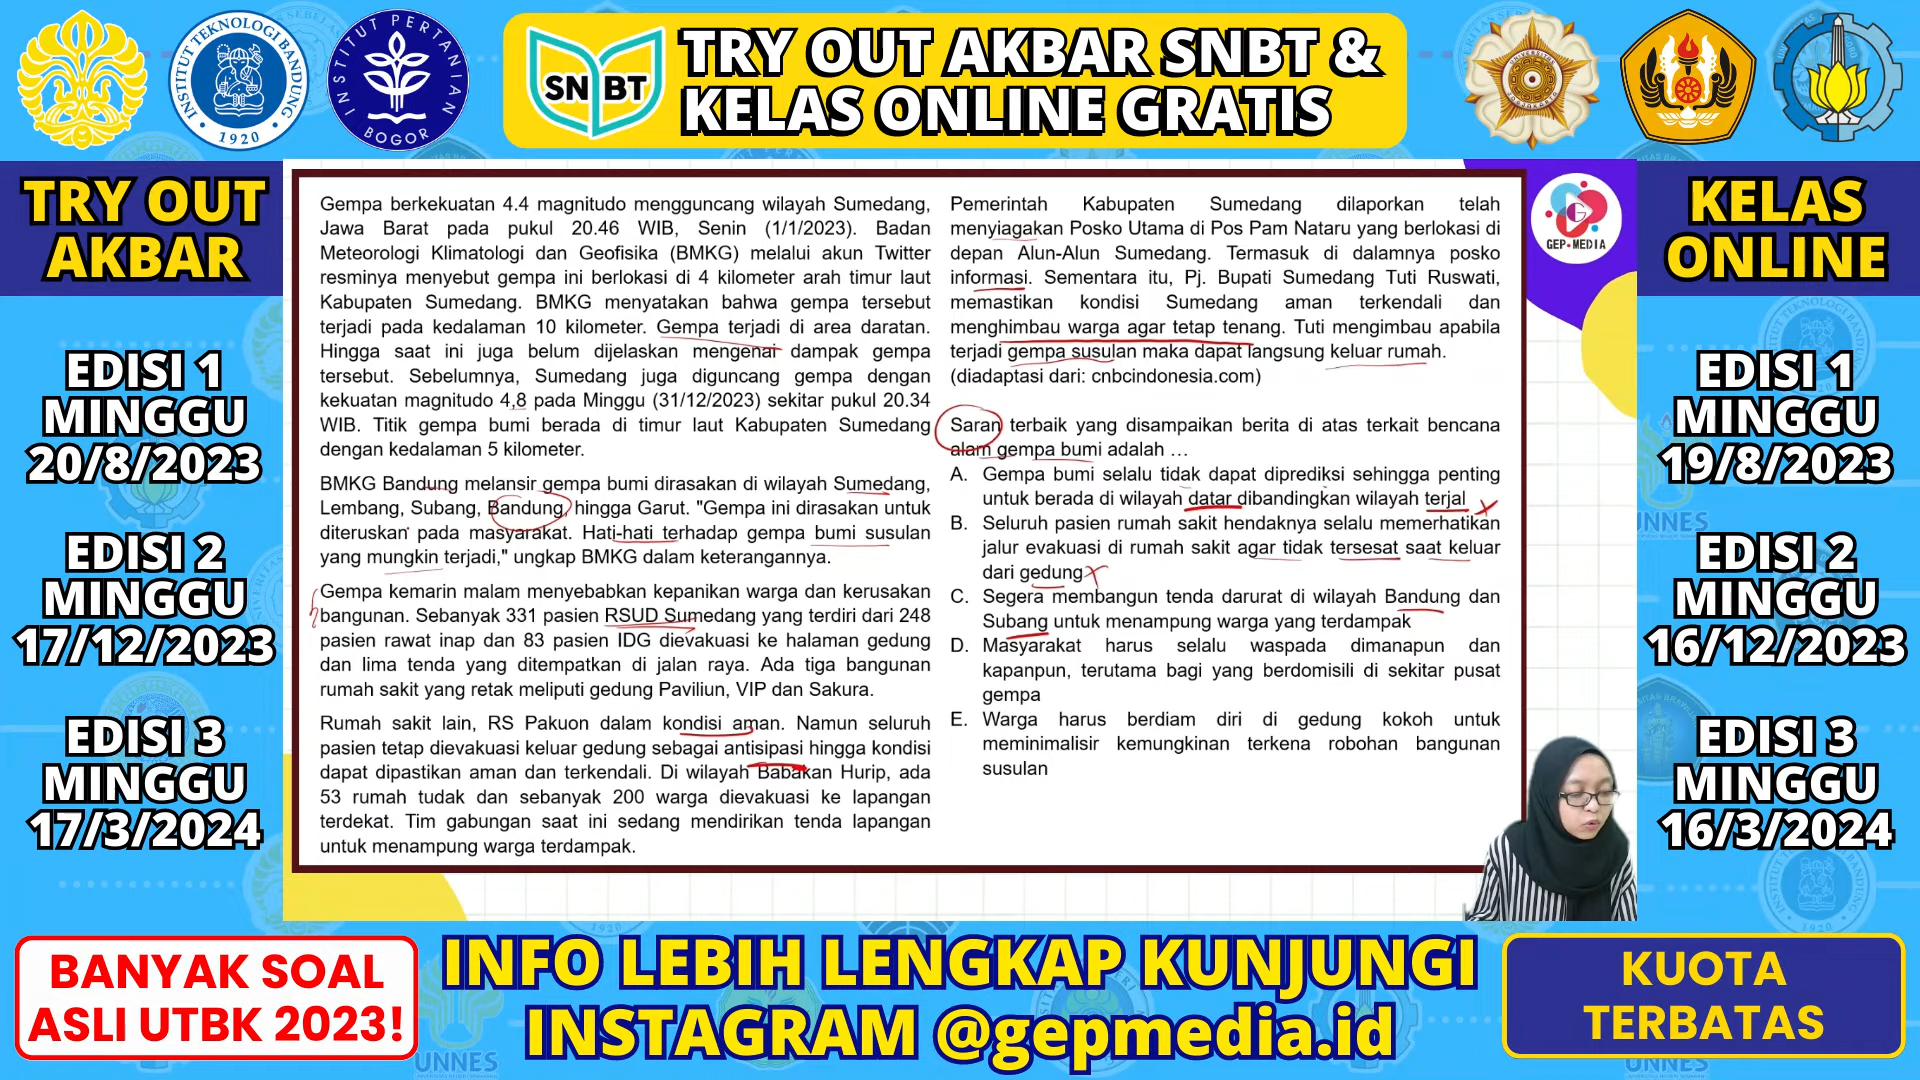 INSTITUT TEKNOLOGI BANDUNG
1920
INSTITUT PERTANIAN
BOGOR
SNBT
TRY OUT AKBAR SNBT &
KELAS ONLINE GRATIS
TRY OUT
AKBAR
EDISI 1
MINGGU
20/8/2023
EDISI 2
MINGGU
17/12/2023
EDISI 3
MINGGU
17/3/2024
Gempa berkekuatan 4.4 magnitudo mengguncang wilayah Sumedang,
Jawa Barat pada pukul 20.46 WIB, Senin (1/1/2023). Badan
Meteorologi Klimatologi dan Geofisika (BMKG) melalui akun Twitter
resminya menyebut gempa ini berlokasi di 4 kilometer arah timur laut
Kabupaten Sumedang. BMKG menyatakan bahwa gempa tersebut
terjadi pada kedalaman 10 kilometer. Gempa terjadi di area daratan.
Hingga saat ini juga belum dijelaskan mengenai dampak gempa
tersebut. Sebelumnya, Sumedang juga diguncang gempa dengan
kekuatan magnitudo 4,8 pada Minggu (31/12/2023) sekitar pukul 20.34
WIB. Titik gempa bumi berada di timur laut Kabupaten Sumedang
dengan kedalaman 5 kilometer.
BMKG Bandung melansir gempa bumi dirasakan di wilayah Sumedang,
Lembang, Subang, Bandung, hingga Garut. "Gempa ini dirasakan untuk
diteruskan pada masyarakat. Hati-hati terhadap gempa bumi susulan
yang mungkin terjadi," ungkap BMKG dalam keterangannya.
Gempa kemarin malam menyebabkan kepanikan warga dan kerusakan
bangunan. Sebanyak 331 pasien RSUD Sumedang yang terdiri dari 248
pasien rawat inap dan 83 pasien IDG dievakuasi ke halaman gedung
dan lima tenda yang ditempatkan di jalan raya. Ada tiga bangunan
rumah sakit yang retak meliputi gedung Paviliun, VIP dan Sakura.
Rumah sakit lain, RS Pakuon dalam kondisi aman. Namun seluruh
pasien tetap dievakuasi keluar gedung sebagai antisipasi hingga kondisi
dapat dipastikan aman dan terkendali. Di wilayah Babakan Hurip, ada
53 rumah tudak dan sebanyak 200 warga dievakuasi ke lapangan
terdekat. Tim gabungan saat ini sedang mendirikan tenda lapangan
untuk menampung warga terdampak.
Pemerintah Kabupaten Sumedang dilaporkan telah
menyiagakan Posko Utama di Pos Pam Nataru yang berlokasi di
depan Alun-Alun Sumedang. Termasuk di dalamnya posko
informasi. Sementara itu, Pj. Bupati Sumedang Tuti Ruswati,
memastikan kondisi Sumedang aman terkendali dan
menghimbau warga agar tetap tenang. Tuti mengimbau apabila
terjadi gempa susulan maka dapat langsung keluar rumah.
(diadaptasi dari: cnbcindonesia.com)
Saran terbaik yang disampaikan berita di atas terkait bencana
alam gempa bumi adalah …
A. Gempa bumi selalu tidak dapat diprediksi sehingga penting
untuk berada di wilayah datar dibandingkan wilayah terjal
B. Seluruh pasien rumah sakit hendaknya selalu memerhatikan
jalur evakuasi di rumah sakit agar tidak tersesat saat keluar
dari gedung
C. Segera membangun tenda darurat di wilayah Bandung dan
Subang untuk menampung warga yang terdampak
D. Masyarakat harus selalu waspada dimanapun dan
kapanpun, terutama bagi yang berdomisili di sekitar pusat
gempa
E. Warga harus berdiam diri di gedung kokoh untuk
meminimalisir kemungkinan terkena robohan bangunan
susulan
G
GEP•MEDIA
KELAS
ONLINE
EDISI 1
MINGGU
19/8/2023
EDISI 2
MINGGU
16/12/2023
EDISI 3
MINGGU
16/3/2024
BANYAK SOAL
ASLI UTBK 2023!
INFO LEBIH LENGKAP KUNJUNGI
INSTAGRAM @gepmedia.id
KUOTA
TERBATAS
UNNES
UNNES
UNNES